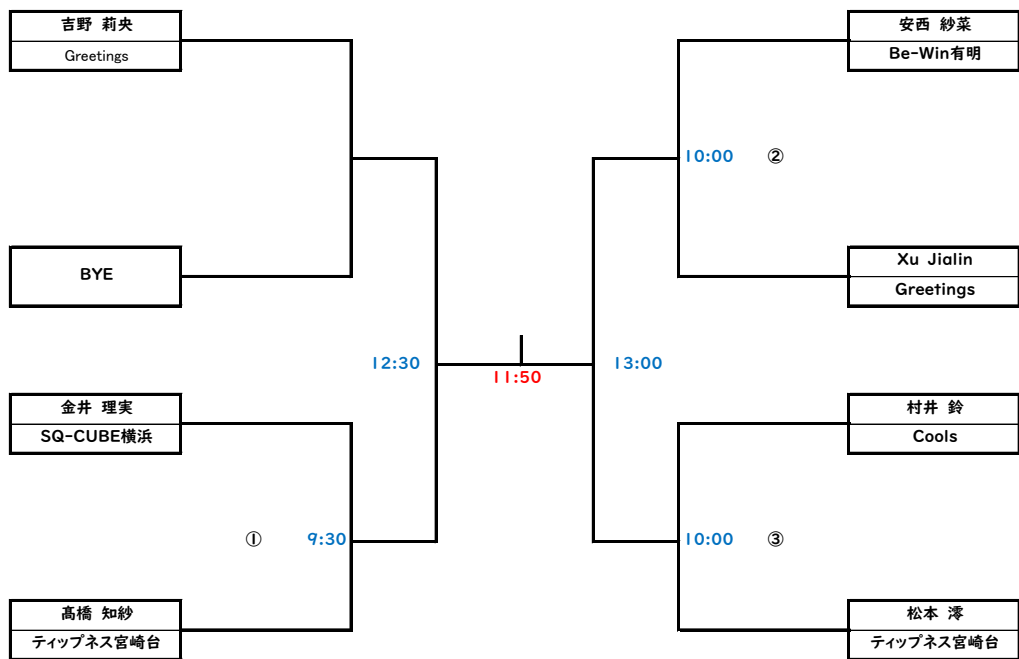 吉野 莉央
Greetings
安西 紗菜
Be-Win有明
10:00 ②
BYE
Xu Jialin
Greetings
12:30
11:50
13:00
金井 理実
SQ-CUBE横浜
村井 鈴
Cools
① 9:30
10:00 ③
髙橋 知紗
ティップネス宮崎台
松本 澪
ティップネス宮崎台